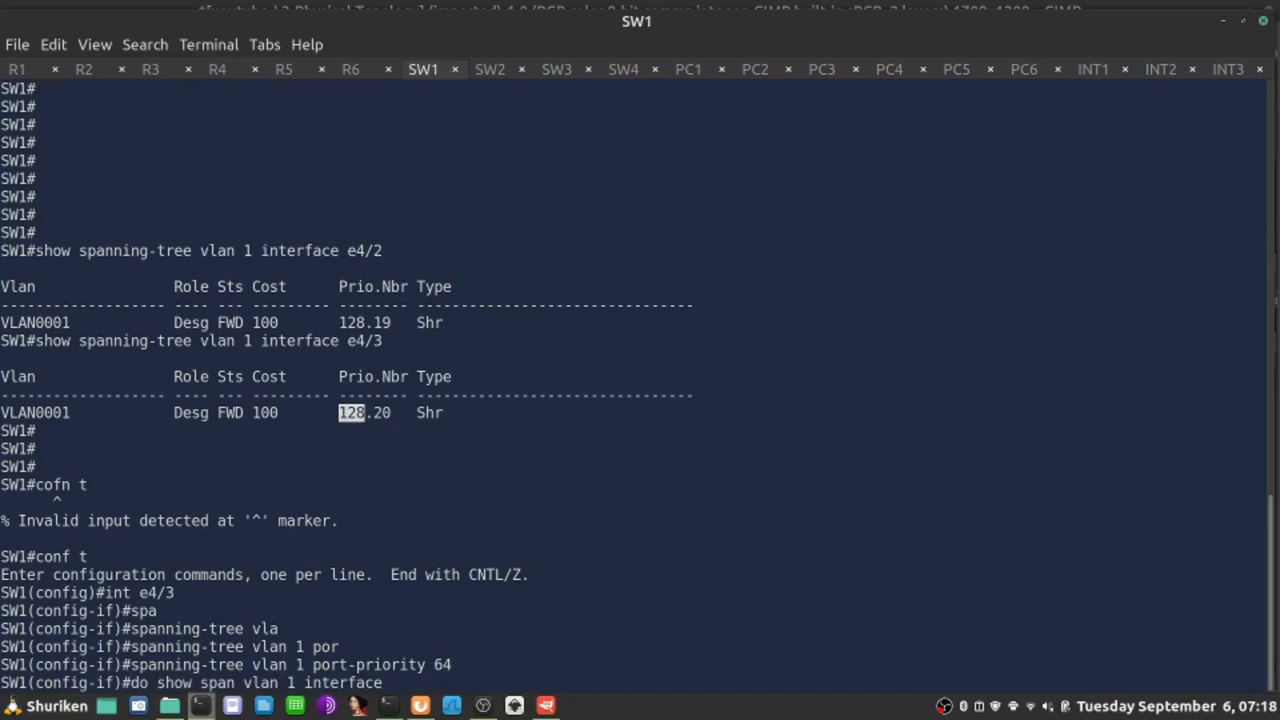 SW1
File Edit View Search Terminal Tabs Help
R1 × R2 × R3 × R4 × R5 × R6 × SW1 × SW2 × SW3 × SW4 × PC1 × PC2 × PC3 × PC4 × PC5 × PC6 × INT1 × INT2 × INT3 ×
SW1#
SW1#
SW1#
SW1#
SW1#
SW1#
SW1#
SW1#
SW1#
SW1#show spanning-tree vlan 1 interface e4/2
Vlan Role Sts Cost Prio.Nbr Type
------------------- ---- --- --------- -------- --------------------------------
VLAN0001 Desg FWD 100 128.19 Shr
SW1#show spanning-tree vlan 1 interface e4/3
Vlan Role Sts Cost Prio.Nbr Type
------------------- ---- --- --------- -------- --------------------------------
VLAN0001 Desg FWD 100 128.20 Shr
SW1#
SW1#
SW1#
SW1#cofn t
^
% Invalid input detected at '^' marker.
SW1#conf t
Enter configuration commands, one per line. End with CNTL/Z.
SW1(config)#int e4/3
SW1(config-if)#spa
SW1(config-if)#spanning-tree vla
SW1(config-if)#spanning-tree vlan 1 por
SW1(config-if)#spanning-tree vlan 1 port-priority 64
SW1(config-if)#do show span vlan 1 interface
Shuriken
Tuesday September 6, 07:18